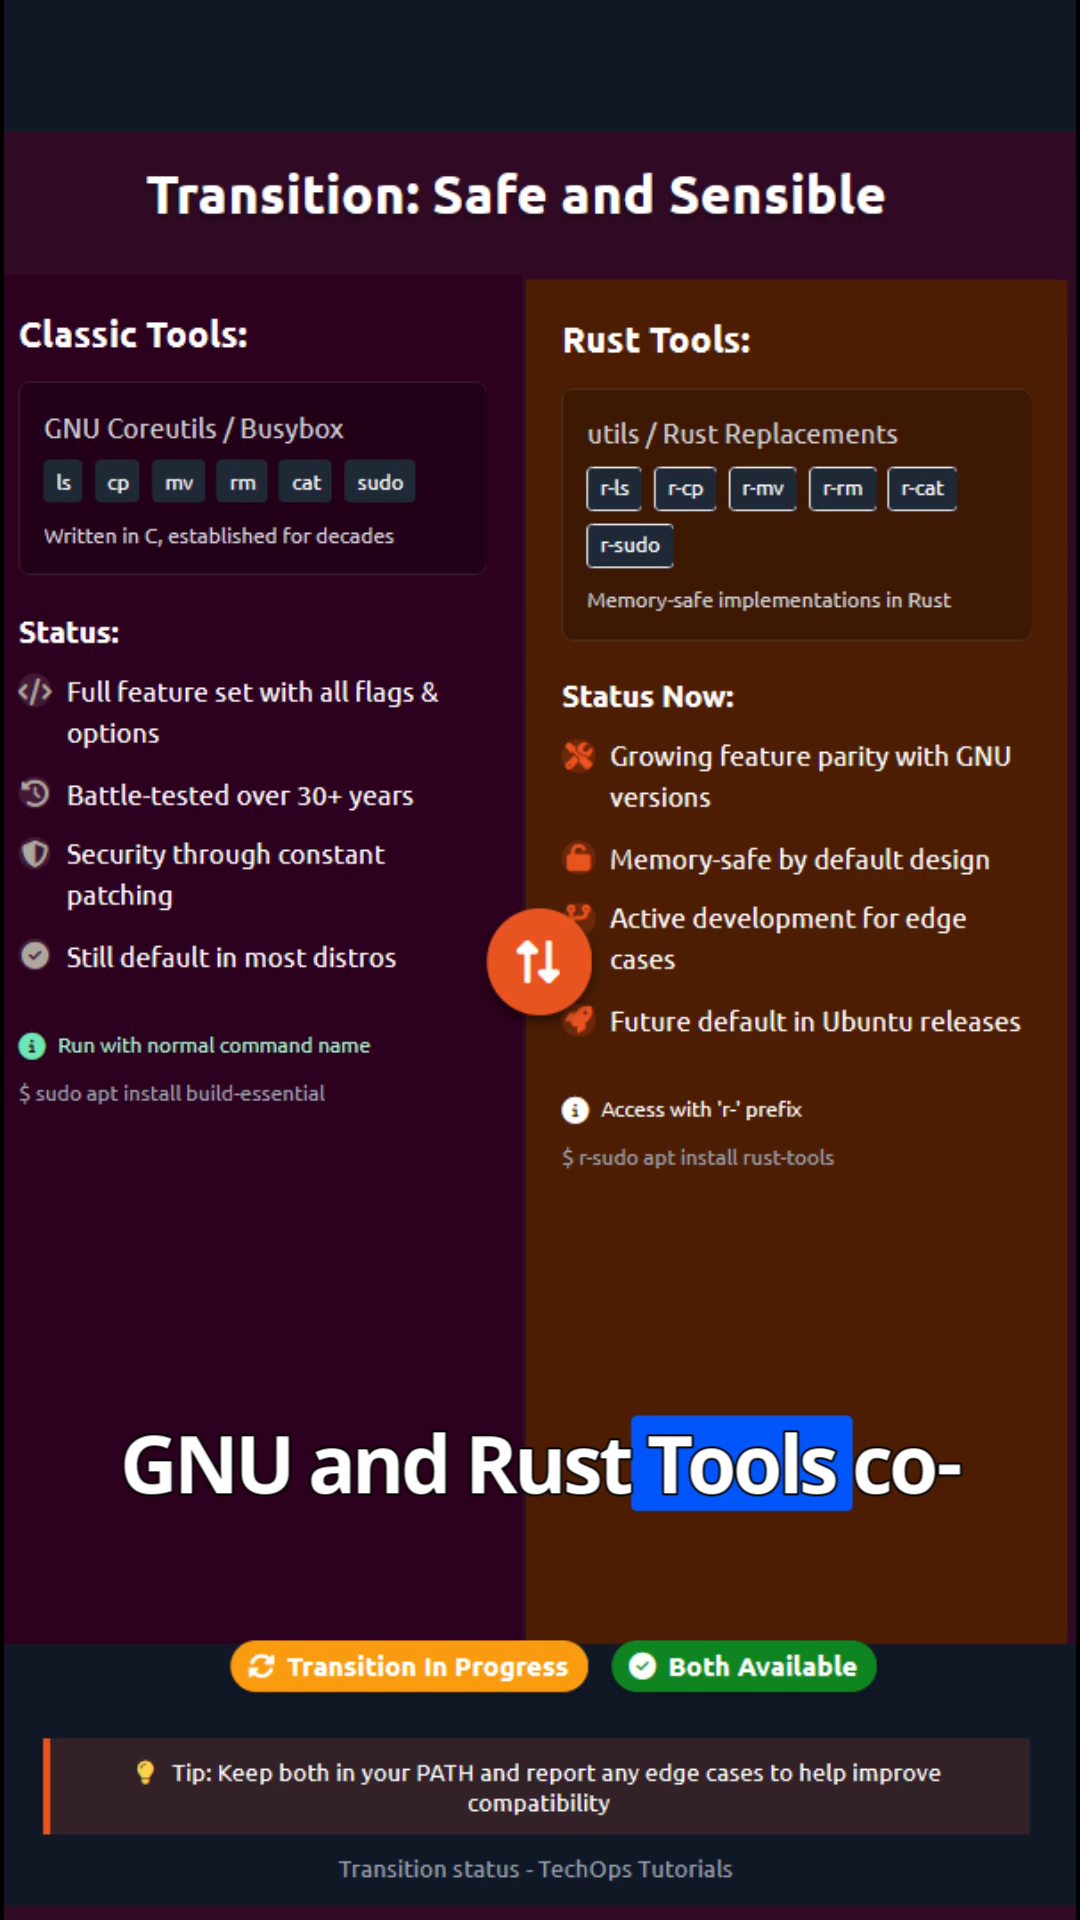 Transition: Safe and Sensible
Classic Tools:
GNU Coreutils / Busybox
ls cp mv rm cat sudo
Written in C, established for decades
Status:
Full feature set with all flags &
options
Battle-tested over 30+ years
Security through constant
patching
Still default in most distros
Run with normal command name
$ sudo apt install build-essential
Rust Tools:
utils / Rust Replacements
r-ls r-cp r-mv r-rm r-cat
r-sudo
Memory-safe implementations in Rust
Status Now:
Growing feature parity with GNU
versions
Memory-safe by default design
Active development for edge
cases
Future default in Ubuntu releases
Access with 'r-' prefix
$ r-sudo apt install rust-tools
GNU and Rust Tools co-
Transition In Progress
Both Available
Tip: Keep both in your PATH and report any edge cases to help improve
compatibility
Transition status - TechOps Tutorials